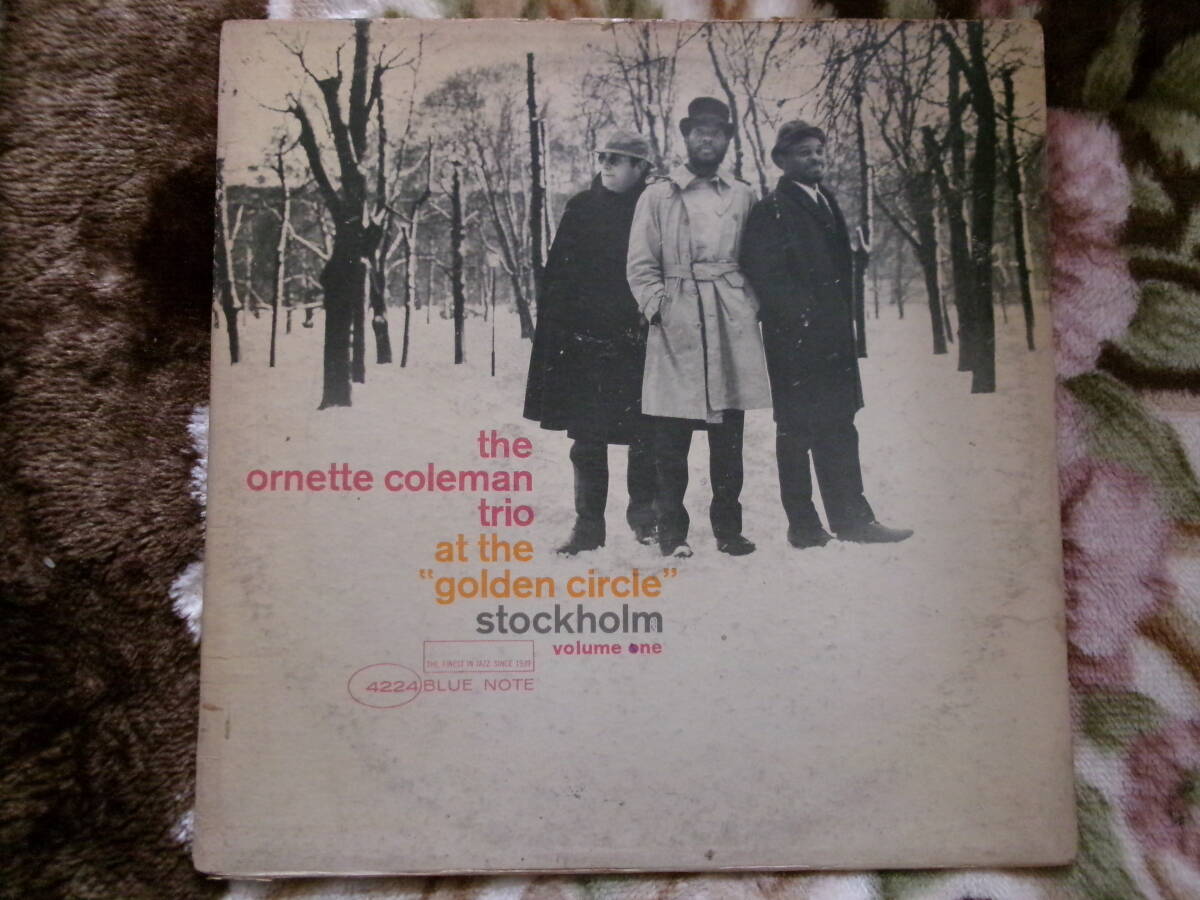 the
ornette coleman
trio
at the
"golden circle"
stockholm
volume one
THE FINEST IN JAZZ SINCE 1939
4224 BLUE NOTE